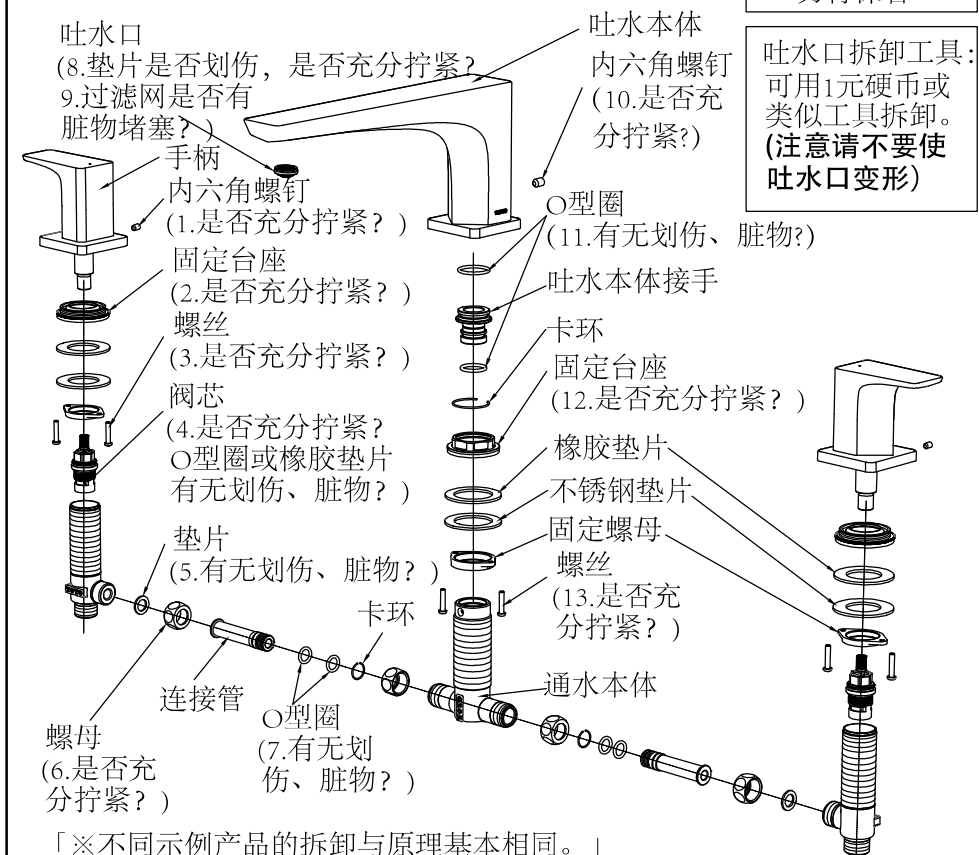 吐水口
(8.垫片是否划伤，是否充分拧紧？
9.过滤网是否有
脏物堵塞？)
手柄
内六角螺钉
(1.是否充分拧紧？)
固定台座
(2.是否充分拧紧？)
螺丝
(3.是否充分拧紧？)
阀芯
(4.是否充分拧紧？
O型圈或橡胶垫片
有无划伤、脏物？)
垫片
(5.有无划伤、脏物？)
卡环
连接管
O型圈
(7.有无划
伤、脏物？)
螺母
(6.是否充
分拧紧？)
吐水本体
内六角螺钉
(10.是否充
分拧紧?)
O型圈
(11.有无划伤、脏物?)
吐水本体接手
卡环
固定台座
(12.是否充分拧紧？)
橡胶垫片
不锈钢垫片
固定螺母
螺丝
(13.是否充
分拧紧？)
通水本体
吐水口拆卸工具：
可用1元硬币或
类似工具拆卸。
(注意请不要使
吐水口变形)
「※不同示例产品的拆卸与原理基本相同。」